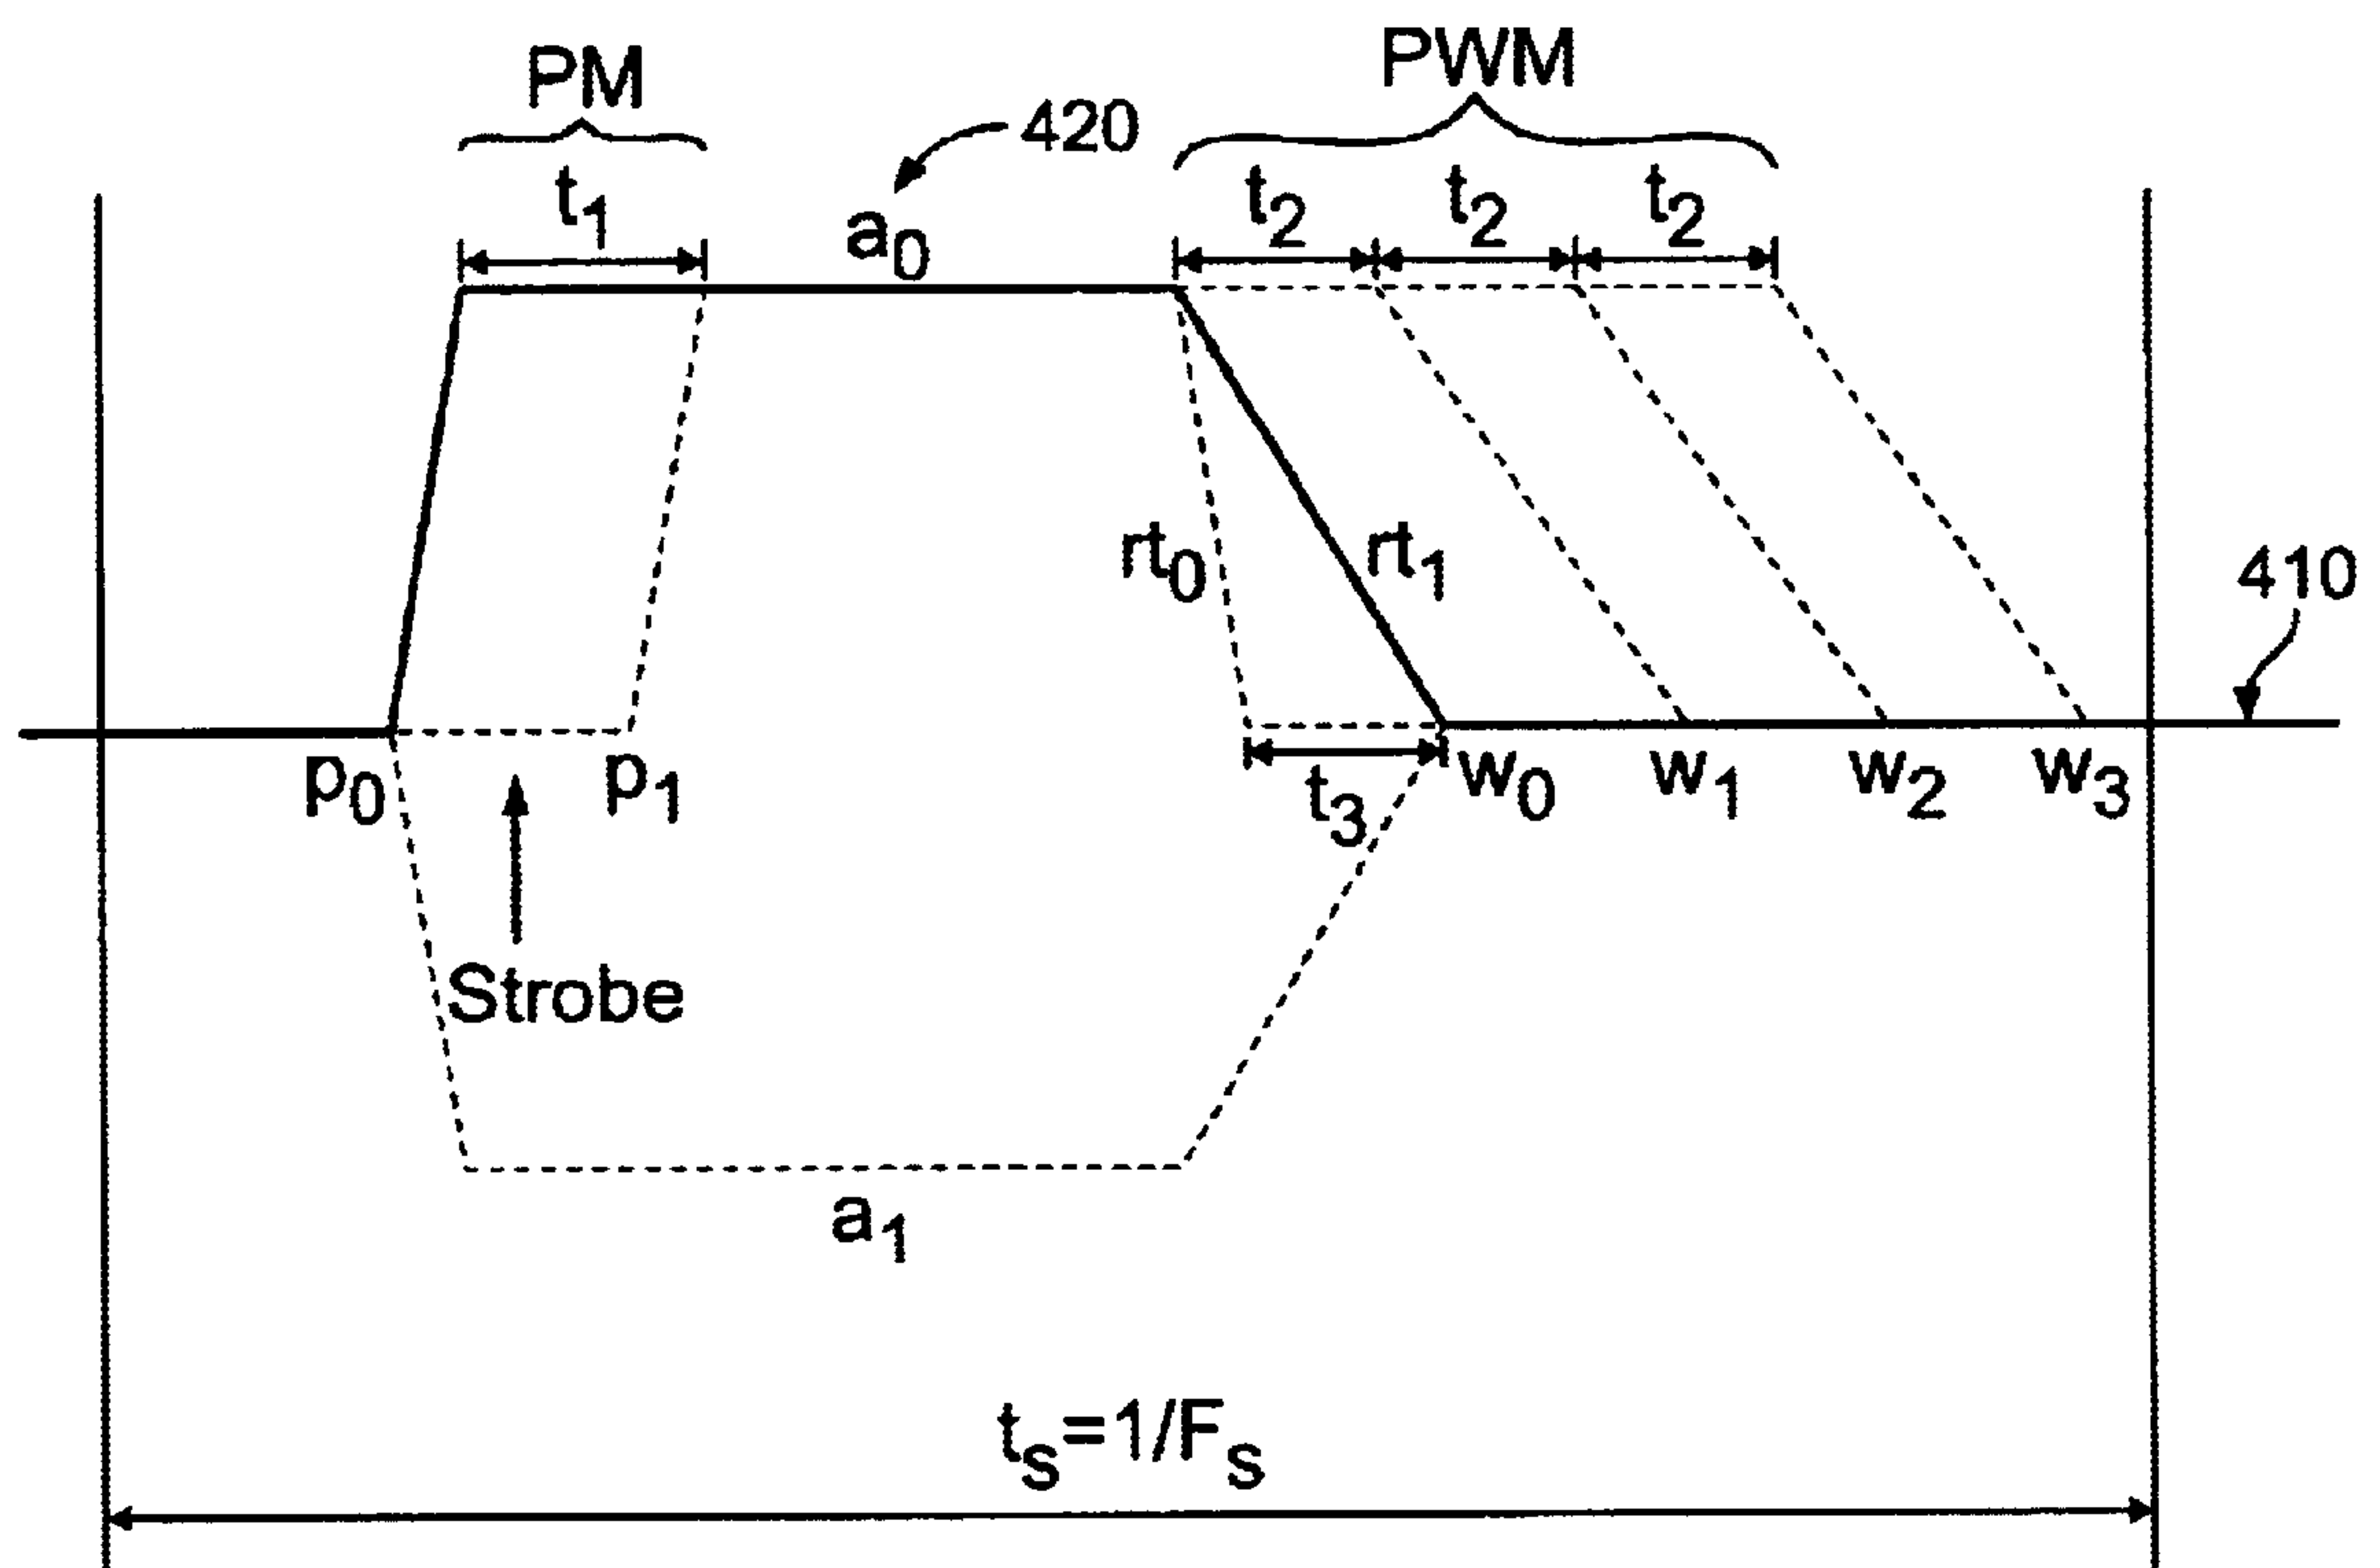 PM
PWM
420
t₁
a₀
t₂
t₂
t₂
rt₀
rt₁
410
p₀
p₁
t₃
w₀
w₁
w₂
w₃
Strobe
a₁
tₛ=1/Fₛ